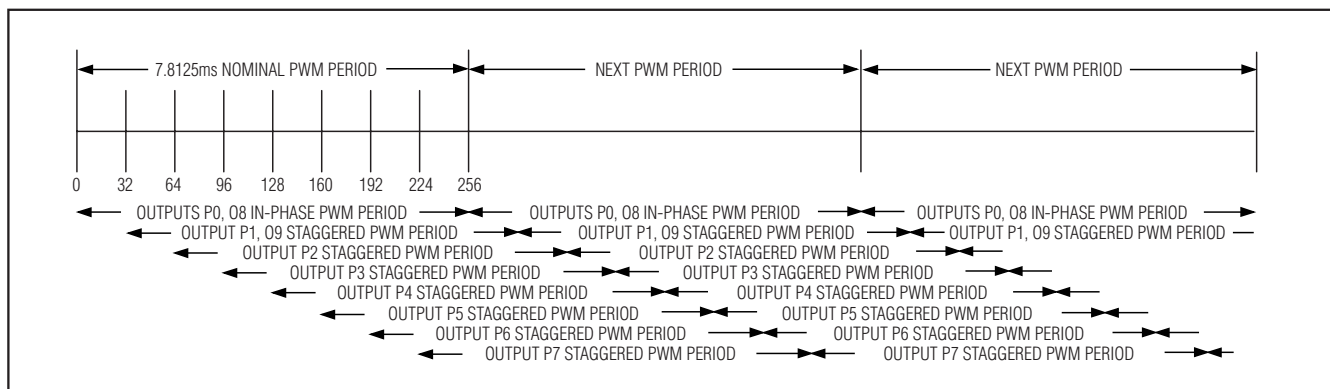 7.8125ms NOMINAL PWM PERIOD NEXT PWM PERIOD NEXT PWM PERIOD
0 32 64 96 128 160 192 224 256
OUTPUTS P0, O8 IN-PHASE PWM PERIOD OUTPUTS P0, O8 IN-PHASE PWM PERIOD OUTPUTS P0, O8 IN-PHASE PWM PERIOD
OUTPUT P1, O9 STAGGERED PWM PERIOD OUTPUT P1, O9 STAGGERED PWM PERIOD OUTPUT P1, O9 STAGGERED PWM PERIOD
OUTPUT P2 STAGGERED PWM PERIOD OUTPUT P2 STAGGERED PWM PERIOD
OUTPUT P3 STAGGERED PWM PERIOD OUTPUT P3 STAGGERED PWM PERIOD
OUTPUT P4 STAGGERED PWM PERIOD OUTPUT P4 STAGGERED PWM PERIOD
OUTPUT P5 STAGGERED PWM PERIOD OUTPUT P5 STAGGERED PWM PERIOD
OUTPUT P6 STAGGERED PWM PERIOD OUTPUT P6 STAGGERED PWM PERIOD
OUTPUT P7 STAGGERED PWM PERIOD OUTPUT P7 STAGGERED PWM PERIOD